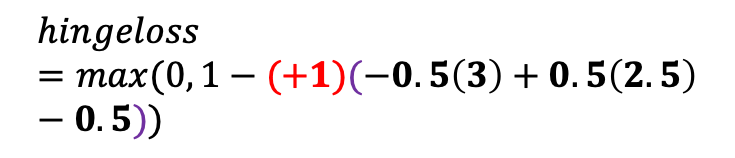 hingeloss
= max(0, 1 − (+1)(−0.5(3) + 0.5(2.5)
− 0.5))